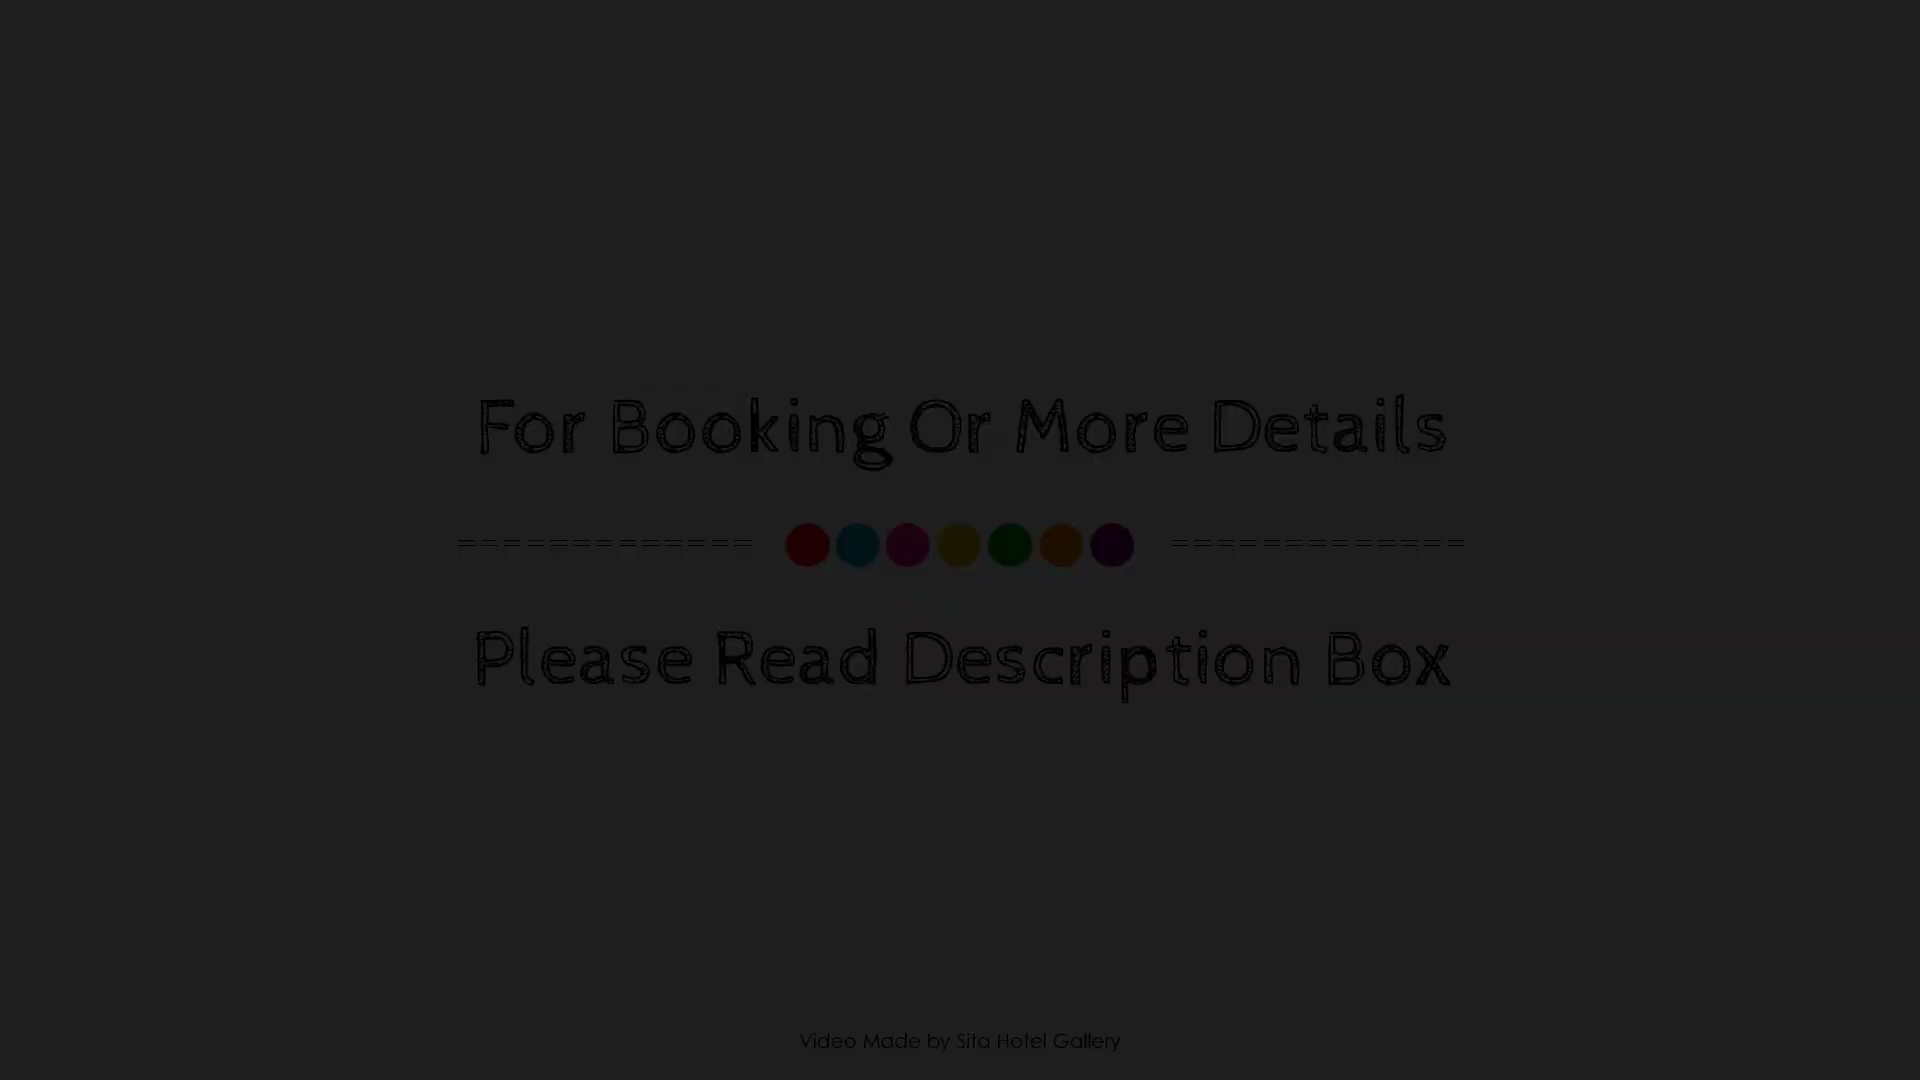 For Booking Or More Details
============= =============
Please Read Description Box
Video Made by Sita Hotel Gallery